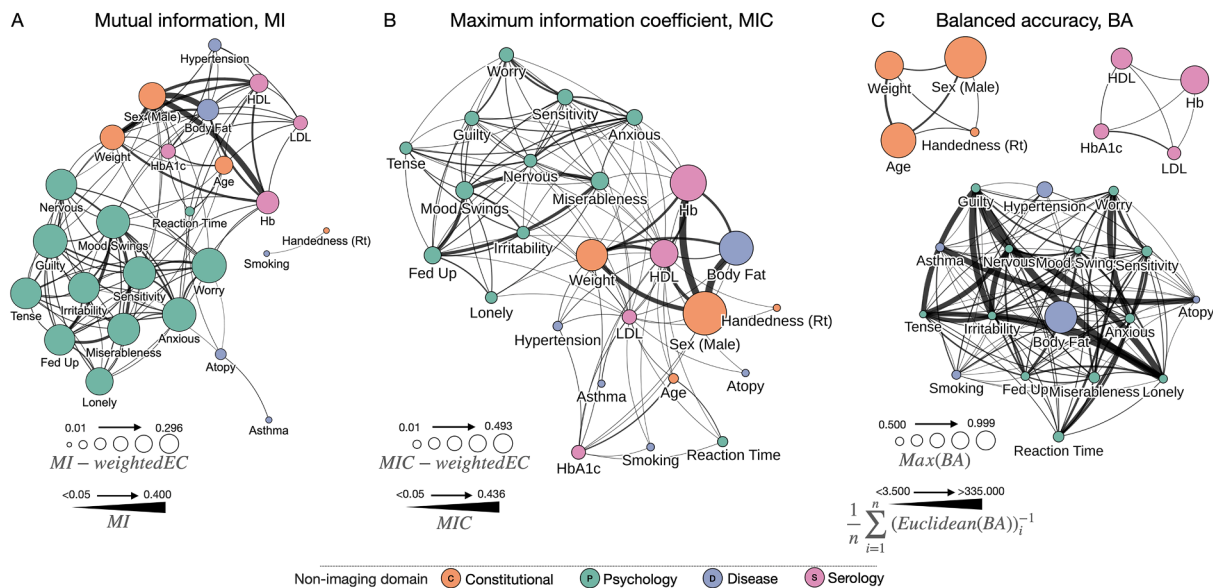 A Mutual information, MI
Hypertension
HDL
Sex (Male)
Body Fat
LDL
Weight
HbA1c
Age
Nervous
Hb
Reaction Time
Mood Swings
Handedness (Rt)
Guilty
Smoking
Sensitivity
Worry
Tense
Irritability
Anxious
Fed Up
Miserableness
Atopy
Lonely
Asthma
0.01 0.296
MI − weightedEC
<0.05 0.400
MI
B Maximum information coefficient, MIC
Worry
Sensitivity
Guilty
Anxious
Tense
Nervous
Mood Swings
Miserableness
Hb
Irritability
Fed Up
Weight
HDL
Body Fat
Lonely
LDL
Handedness (Rt)
Hypertension
Sex (Male)
Asthma
Age
Atopy
HbA1c
Smoking
Reaction Time
0.01 0.493
MIC − weightedEC
<0.05 0.436
MIC
C Balanced accuracy, BA
Weight
Sex (Male)
HDL
Hb
Handedness (Rt)
HbA1c
Age
LDL
Guilty
Hypertension
Worry
Asthma
Nervous
Mood Swing
Sensitivity
Tense
Irritability
Body Fat
Anxious
Atopy
Smoking
Fed Up
Miserableness
Lonely
Reaction Time
0.500 0.999
Max(BA)
<3.500 >335.000
1/n ∑ i=1 n (Euclidean(BA))i −1
Non-imaging domain C Constitutional P Psychology D Disease S Serology